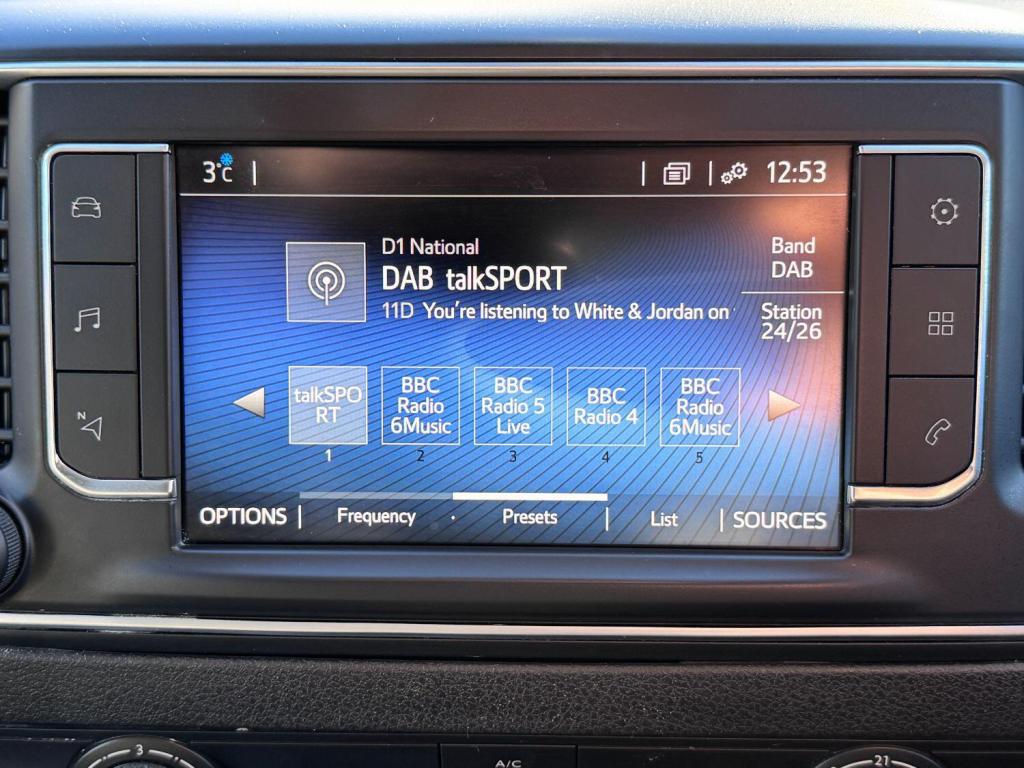 3°C
12:53
D1 National
DAB talkSPORT
11D You're listening to White & Jordan on
Band
DAB
Station
24/26
talkSPO
RT
1
BBC
Radio
6Music
2
BBC
Radio 5
Live
3
BBC
Radio 4
4
BBC
Radio
6Music
5
OPTIONS
Frequency
Presets
List
SOURCES
N
3
A/C
21